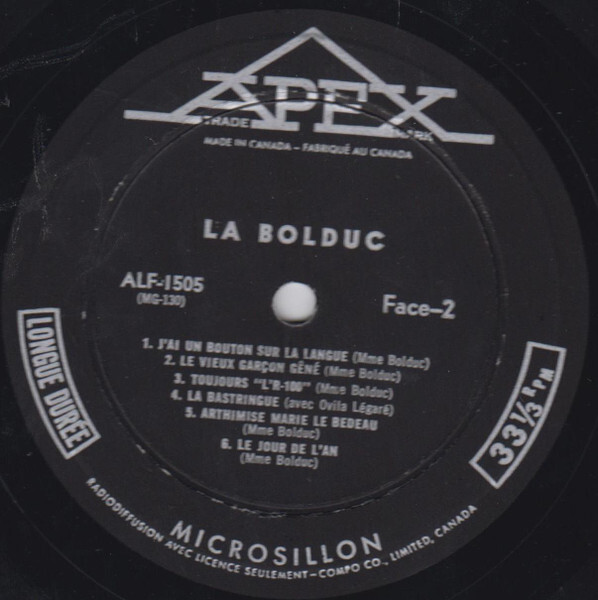 APEX
TRADE MARK
MADE IN CANADA – FABRIQUÉ AU CANADA
LA BOLDUC
ALF-1505
(MG-130)
Face–2
1. J'AI UN BOUTON SUR LA LANGUE (Mme Bolduc)
2. LE VIEUX GARÇON GÊNÉ (Mme Bolduc)
3. TOUJOURS "L'R-100" (Mme Bolduc)
4. LA BASTRINGUE (avec Ovila Légaré)
5. ARTHIMISE MARIE LE BEDEAU
(Mme Bolduc)
6. LE JOUR DE L'AN
(Mme Bolduc)
LONGUE DURÉE
33 1/3 RPM
MICROSILLON
RADIODIFFUSION AVEC LICENCE SEULEMENT–COMPO CO., LIMITED, CANADA